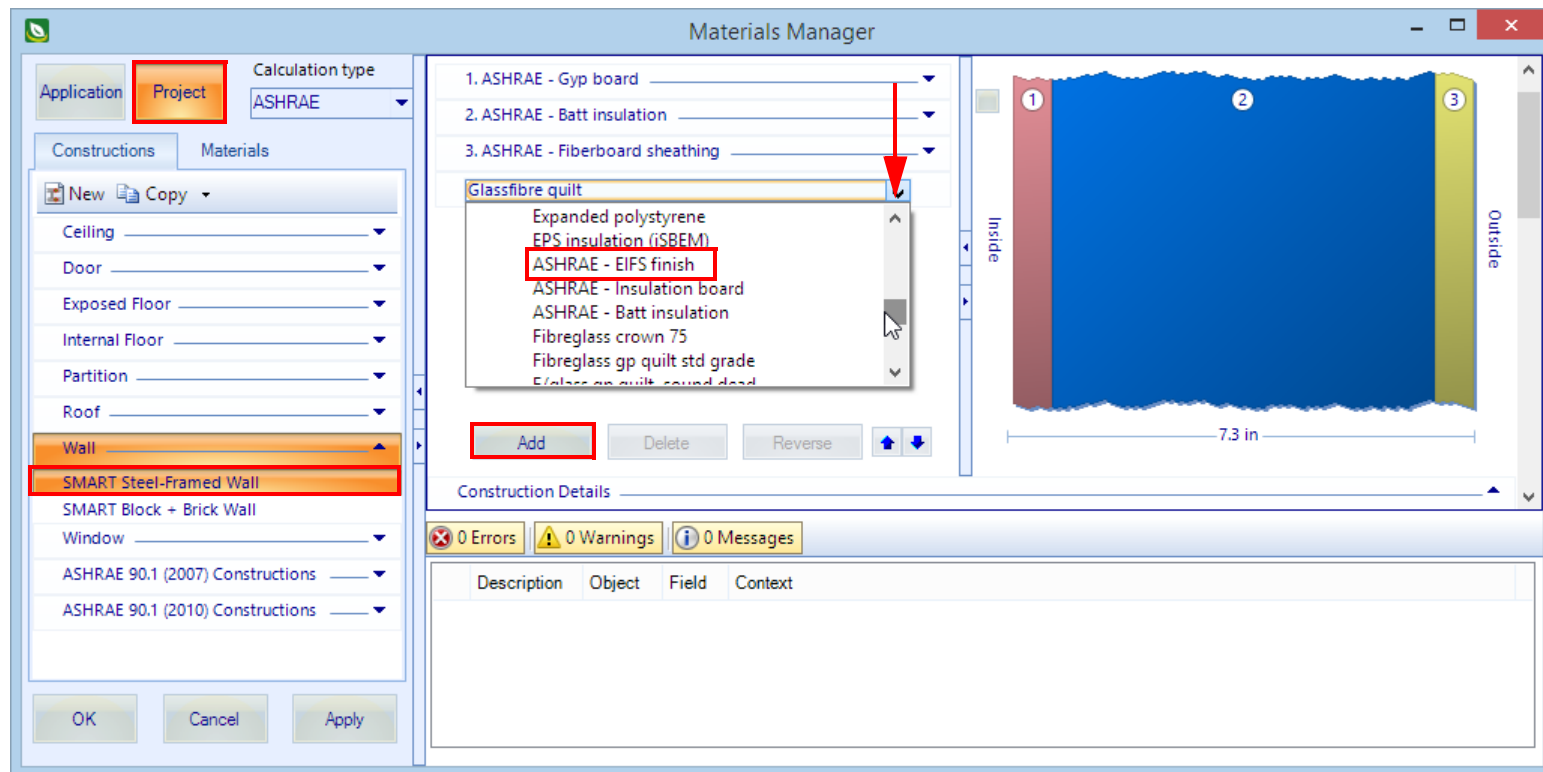 Materials Manager
Application
Project
Calculation type
ASHRAE
Constructions
Materials
New
Copy
Ceiling
Door
Exposed Floor
Internal Floor
Partition
Roof
Wall
SMART Steel-Framed Wall
SMART Block + Brick Wall
Window
ASHRAE 90.1 (2007) Constructions
ASHRAE 90.1 (2010) Constructions
OK
Cancel
Apply
1. ASHRAE - Gyp board
2. ASHRAE - Batt insulation
3. ASHRAE - Fiberboard sheathing
Glassfibre quilt
Expanded polystyrene
EPS insulation (iSBEM)
ASHRAE - EIFS finish
ASHRAE - Insulation board
ASHRAE - Batt insulation
Fibreglass crown 75
Fibreglass gp quilt std grade
F/glass gp quilt, sound dead
Add
Delete
Reverse
Construction Details
Inside
1
2
3
Outside
7.3 in
0 Errors
0 Warnings
0 Messages
Description Object Field Context